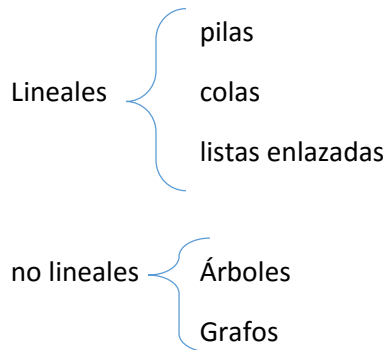 pilas
Lineales colas
listas enlazadas
no lineales Árboles
Grafos